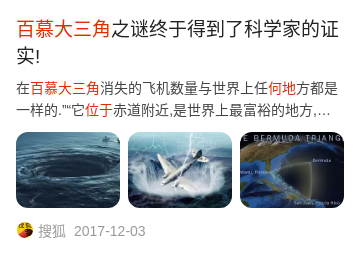 百慕大三角之谜终于得到了科学家的证
实!
在百慕大三角消失的飞机数量与世界上任何地方都是
一样的.”“它位于赤道附近,是世界上最富裕的地方,...
E BERMUDA TRIANG
Bermuda
Miami, Florida
San Juan, Puerto Rico
搜狐 2017-12-03